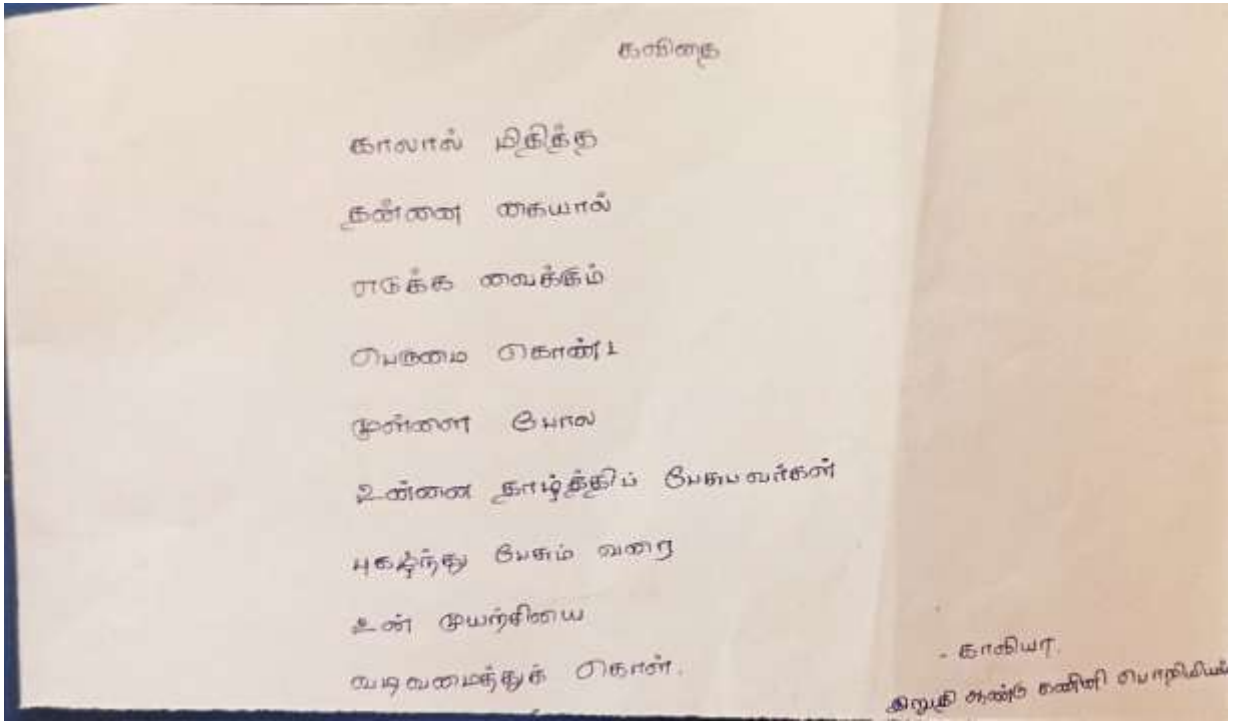 கவிதை
காலால் மிதித்த
தன்னை கையால்
எடுக்க வைக்கும்
பெருமை கொண்ட
முள்ளை போல
உன்னை தாழ்த்திப் பேசுபவர்கள்
புகழ்ந்து பேசும் வரை
உன் முயற்சியை
வடிவமைத்துக் கொள்.
- காவியா.
இறுதி ஆண்டு கணினி பொறியியல்